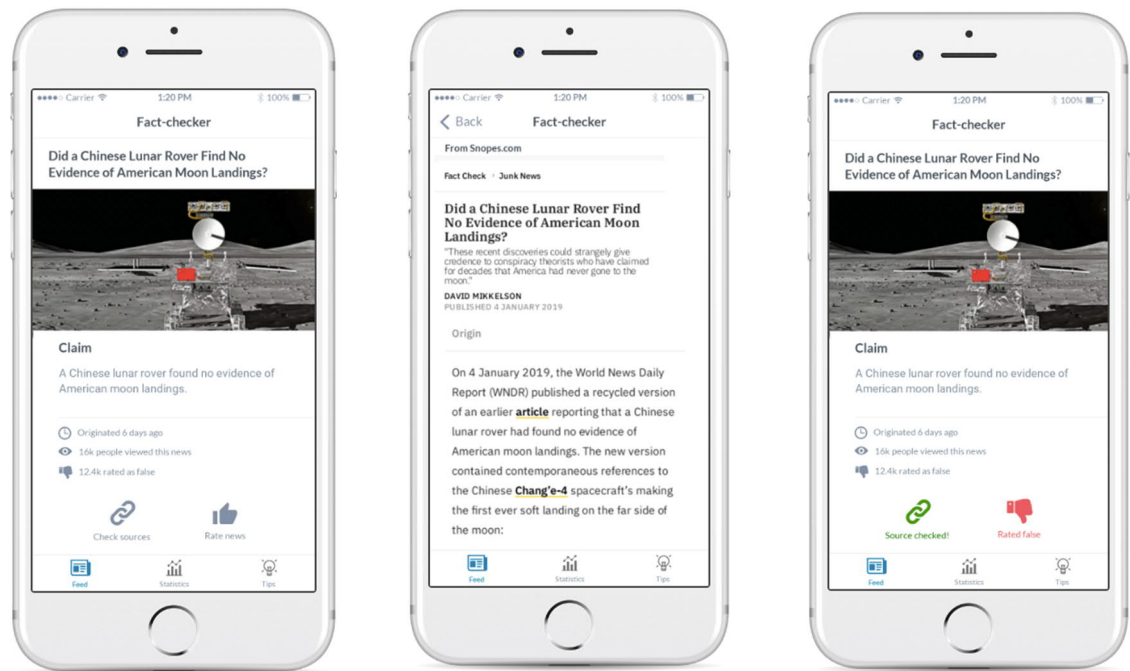 Carrier
1:20 PM
100%
Fact-checker
Did a Chinese Lunar Rover Find No
Evidence of American Moon Landings?
Claim
A Chinese lunar rover found no evidence of
American moon landings.
Originated 6 days ago
16k people viewed this news
12.4k rated as false
Check sources
Rate news
Feed
Statistics
Tips
Carrier
1:20 PM
100%
Back
Fact-checker
From Snopes.com
Fact Check › Junk News
Did a Chinese Lunar Rover Find
No Evidence of American Moon
Landings?
"These recent discoveries could strangely give
credence to conspiracy theorists who have claimed
for decades that America had never gone to the
moon."
DAVID MIKKELSON
PUBLISHED 4 JANUARY 2019
Origin
On 4 January 2019, the World News Daily
Report (WNDR) published a recycled version
of an earlier article reporting that a Chinese
lunar rover had found no evidence of
American moon landings. The new version
contained contemporaneous references to
the Chinese Chang'e-4 spacecraft's making
the first ever soft landing on the far side of
the moon:
Feed
Statistics
Tips
Carrier
1:20 PM
100%
Fact-checker
Did a Chinese Lunar Rover Find No
Evidence of American Moon Landings?
Claim
A Chinese lunar rover found no evidence of
American moon landings.
Originated 6 days ago
16k people viewed this news
12.4k rated as false
Source checked!
Rated false
Feed
Statistics
Tips